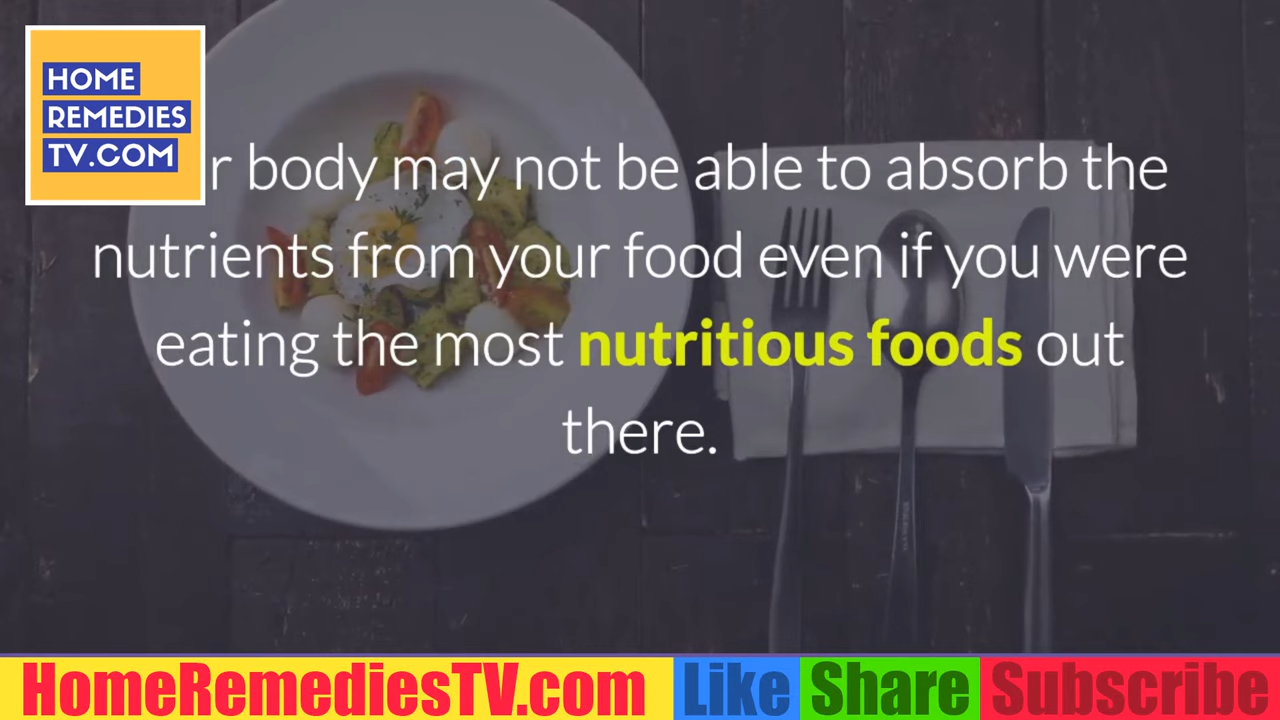 HOME
REMEDIES
TV.COM
r body may not be able to absorb the
nutrients from your food even if you were
eating the most nutritious foods out
there.
HomeRemediesTV.com Like Share Subscribe